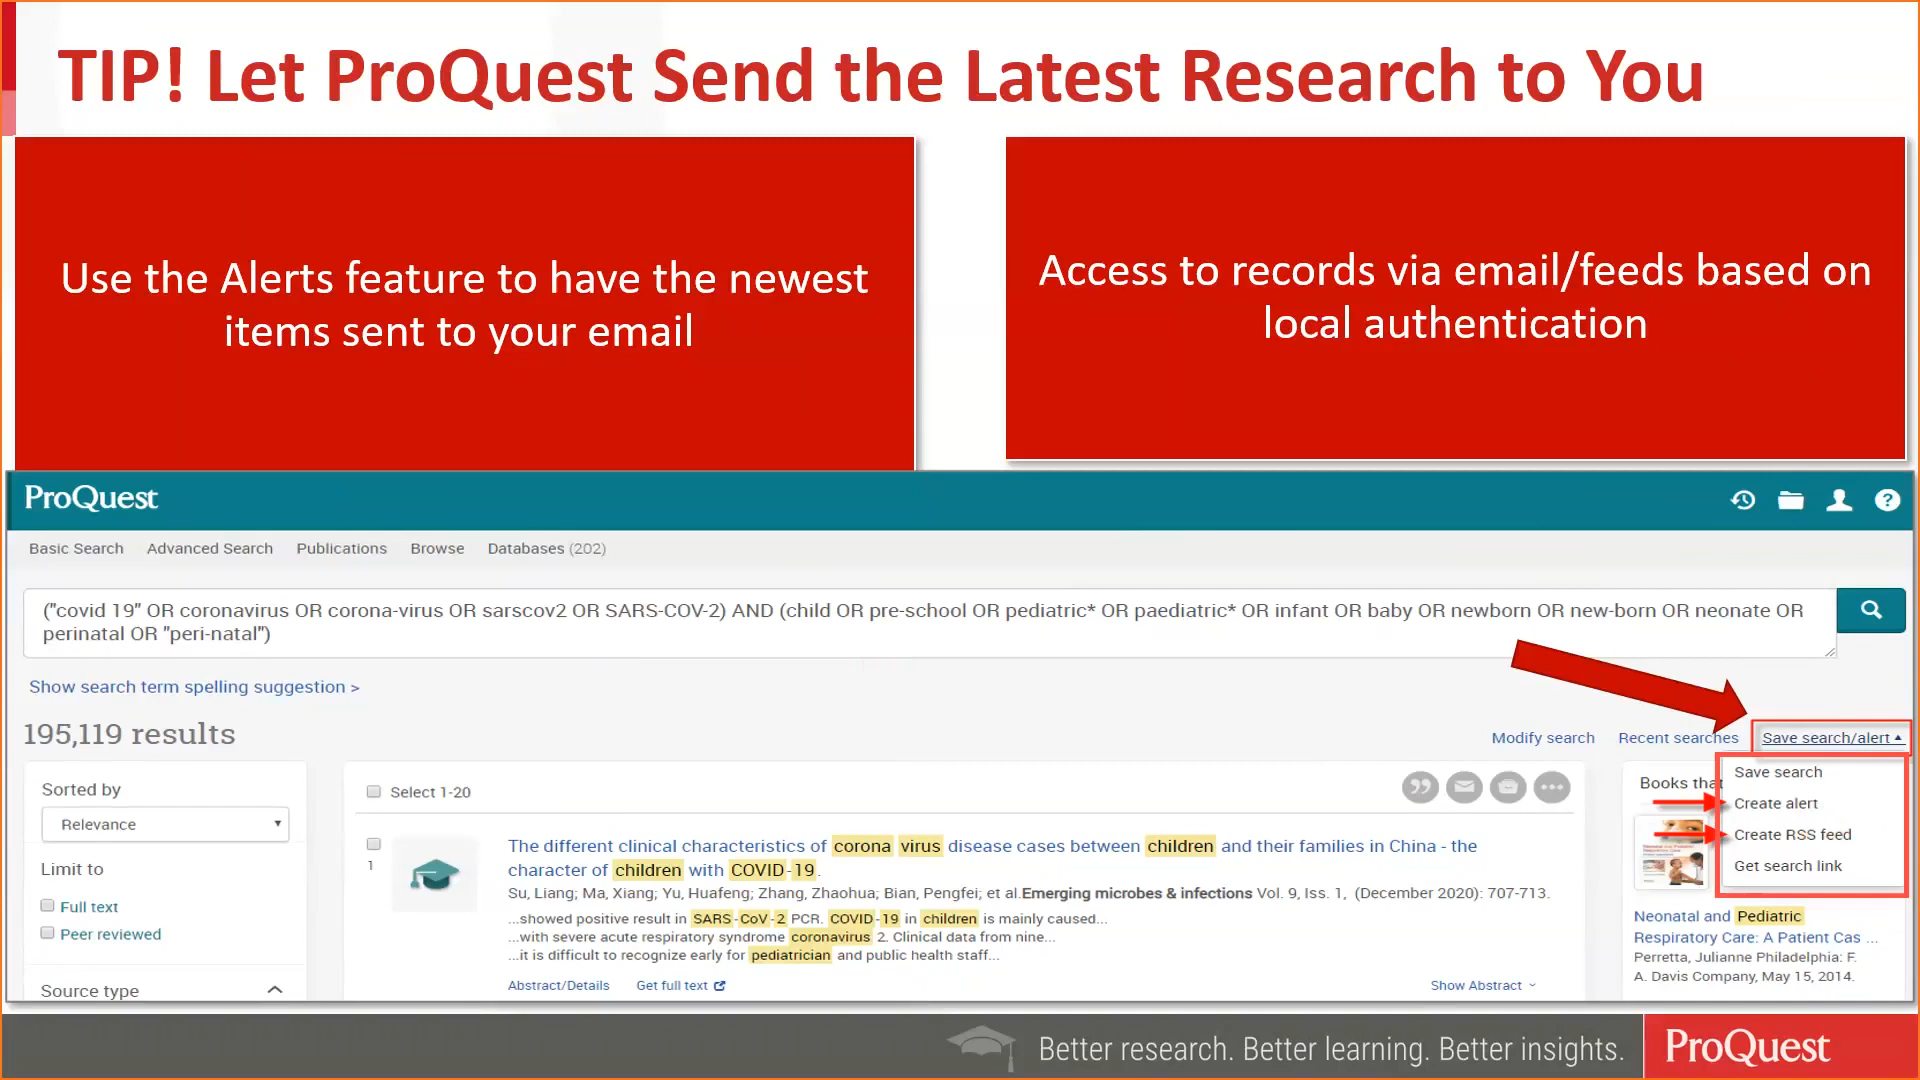 TIP! Let ProQuest Send the Latest Research to You
Use the Alerts feature to have the newest
items sent to your email
Access to records via email/feeds based on
local authentication
ProQuest
Basic Search Advanced Search Publications Browse Databases (202)
("covid 19" OR coronavirus OR corona-virus OR sarscov2 OR SARS-COV-2) AND (child OR pre-school OR pediatric* OR paediatric* OR infant OR baby OR newborn OR new-born OR neonate OR
perinatal OR "peri-natal")
Show search term spelling suggestion >
195,119 results
Modify search Recent searches Save search/alert
Save search
Create alert
Create RSS feed
Get search link
Sorted by
Relevance
Limit to
Full text
Peer reviewed
Source type
Select 1-20
1
The different clinical characteristics of corona virus disease cases between children and their families in China - the
character of children with COVID-19.
Su, Liang; Ma, Xiang; Yu, Huafeng; Zhang, Zhaohua; Bian, Pengfei; et al.Emerging microbes & infections Vol. 9, Iss. 1, (December 2020): 707-713.
...showed positive result in SARS-CoV-2 PCR. COVID-19 in children is mainly caused...
...with severe acute respiratory syndrome coronavirus 2. Clinical data from nine...
...it is difficult to recognize early for pediatrician and public health staff...
Abstract/Details Get full text Show Abstract
Books that
Neonatal and Pediatric
Respiratory Care: A Patient Cas ...
Perretta, Julianne Philadelphia: F.
A. Davis Company, May 15, 2014.
Better research. Better learning. Better insights.
ProQuest